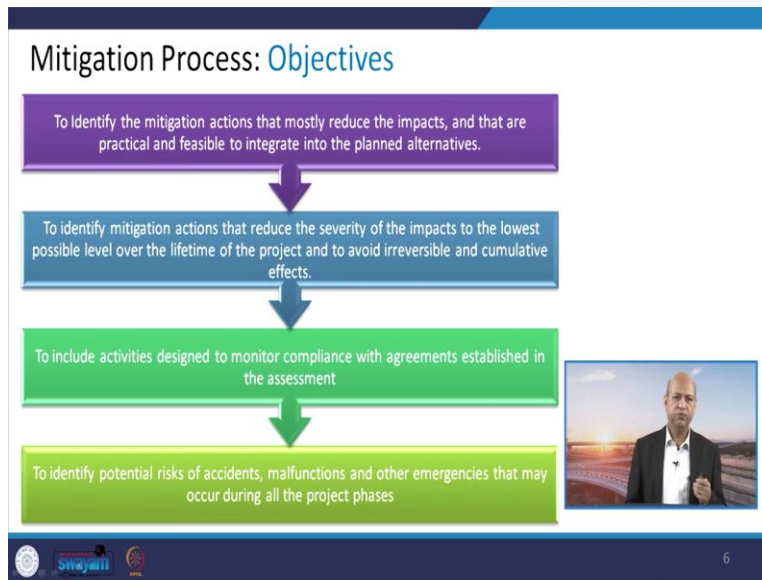 Mitigation Process: Objectives
To Identify the mitigation actions that mostly reduce the impacts, and that are
practical and feasible to integrate into the planned alternatives.
To identify mitigation actions that reduce the severity of the impacts to the lowest
possible level over the lifetime of the project and to avoid irreversible and cumulative
effects.
To include activities designed to monitor compliance with agreements established in
the assessment
To identify potential risks of accidents, malfunctions and other emergencies that may
occur during all the project phases
swayam
6